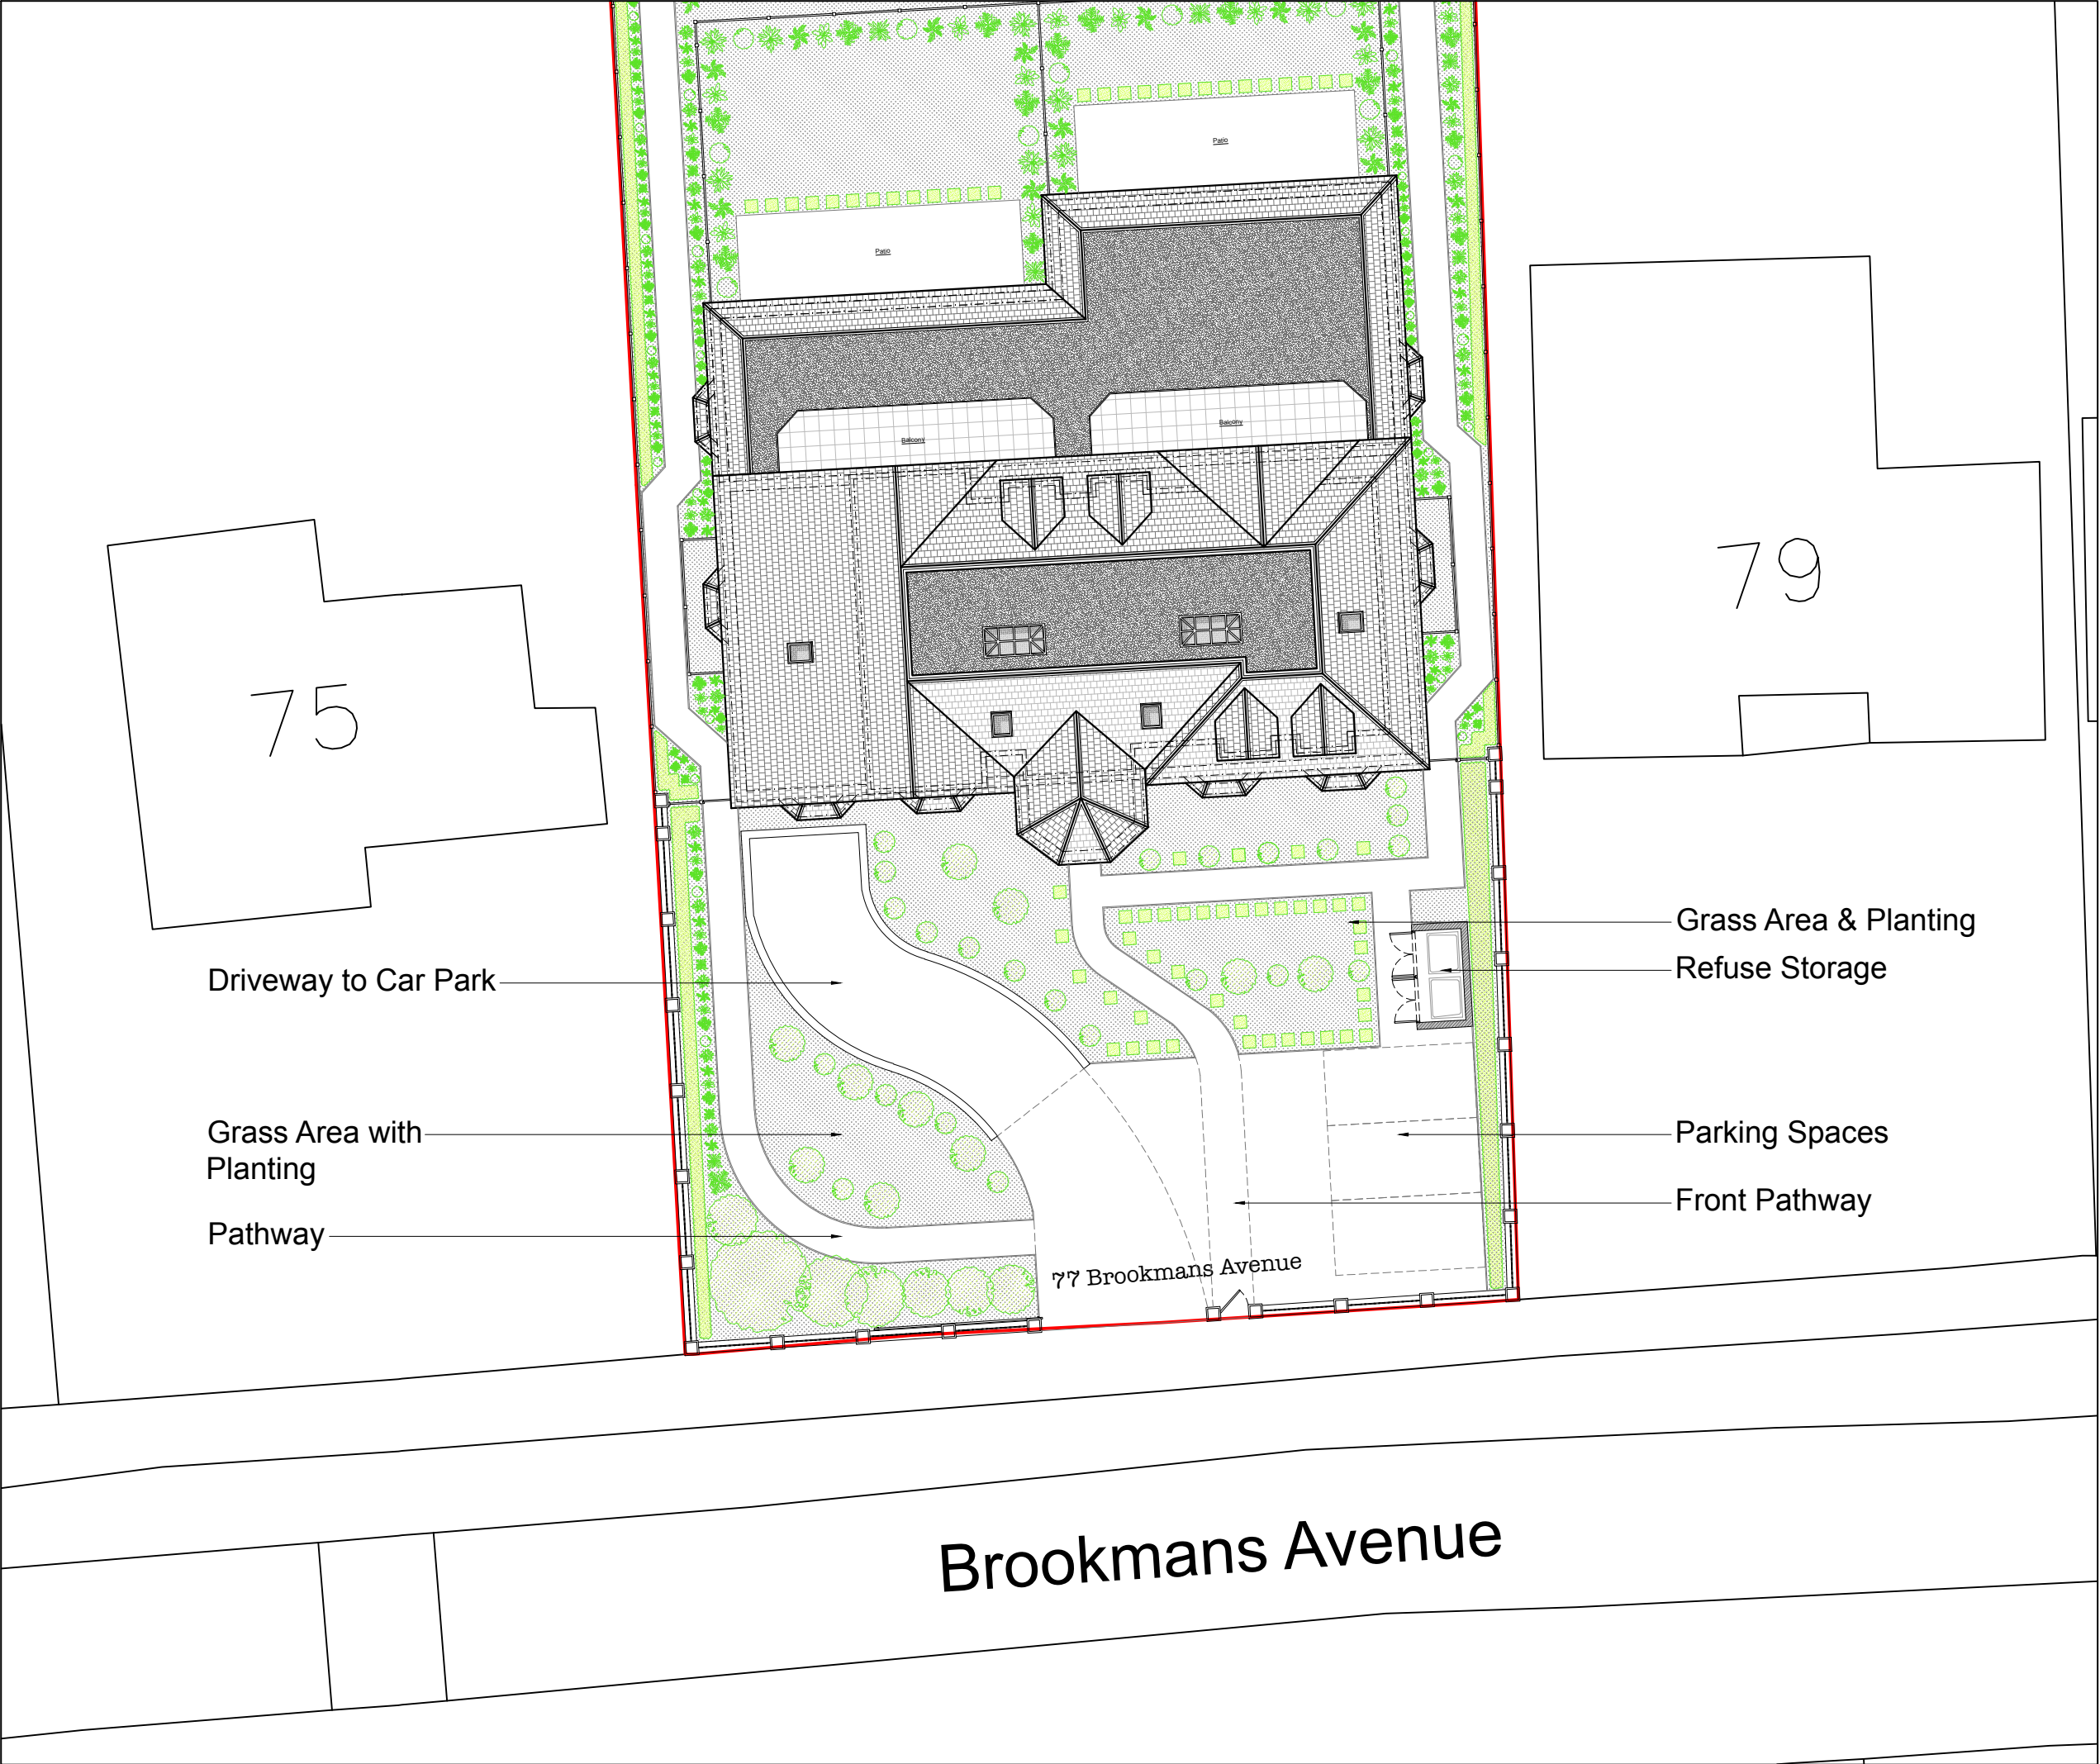 Patio
Patio
Balcony
Balcony
79
75
Grass Area & Planting
Refuse Storage
Driveway to Car Park
Grass Area with
Planting
Parking Spaces
Front Pathway
Pathway
77 Brookmans Avenue
Brookmans Avenue